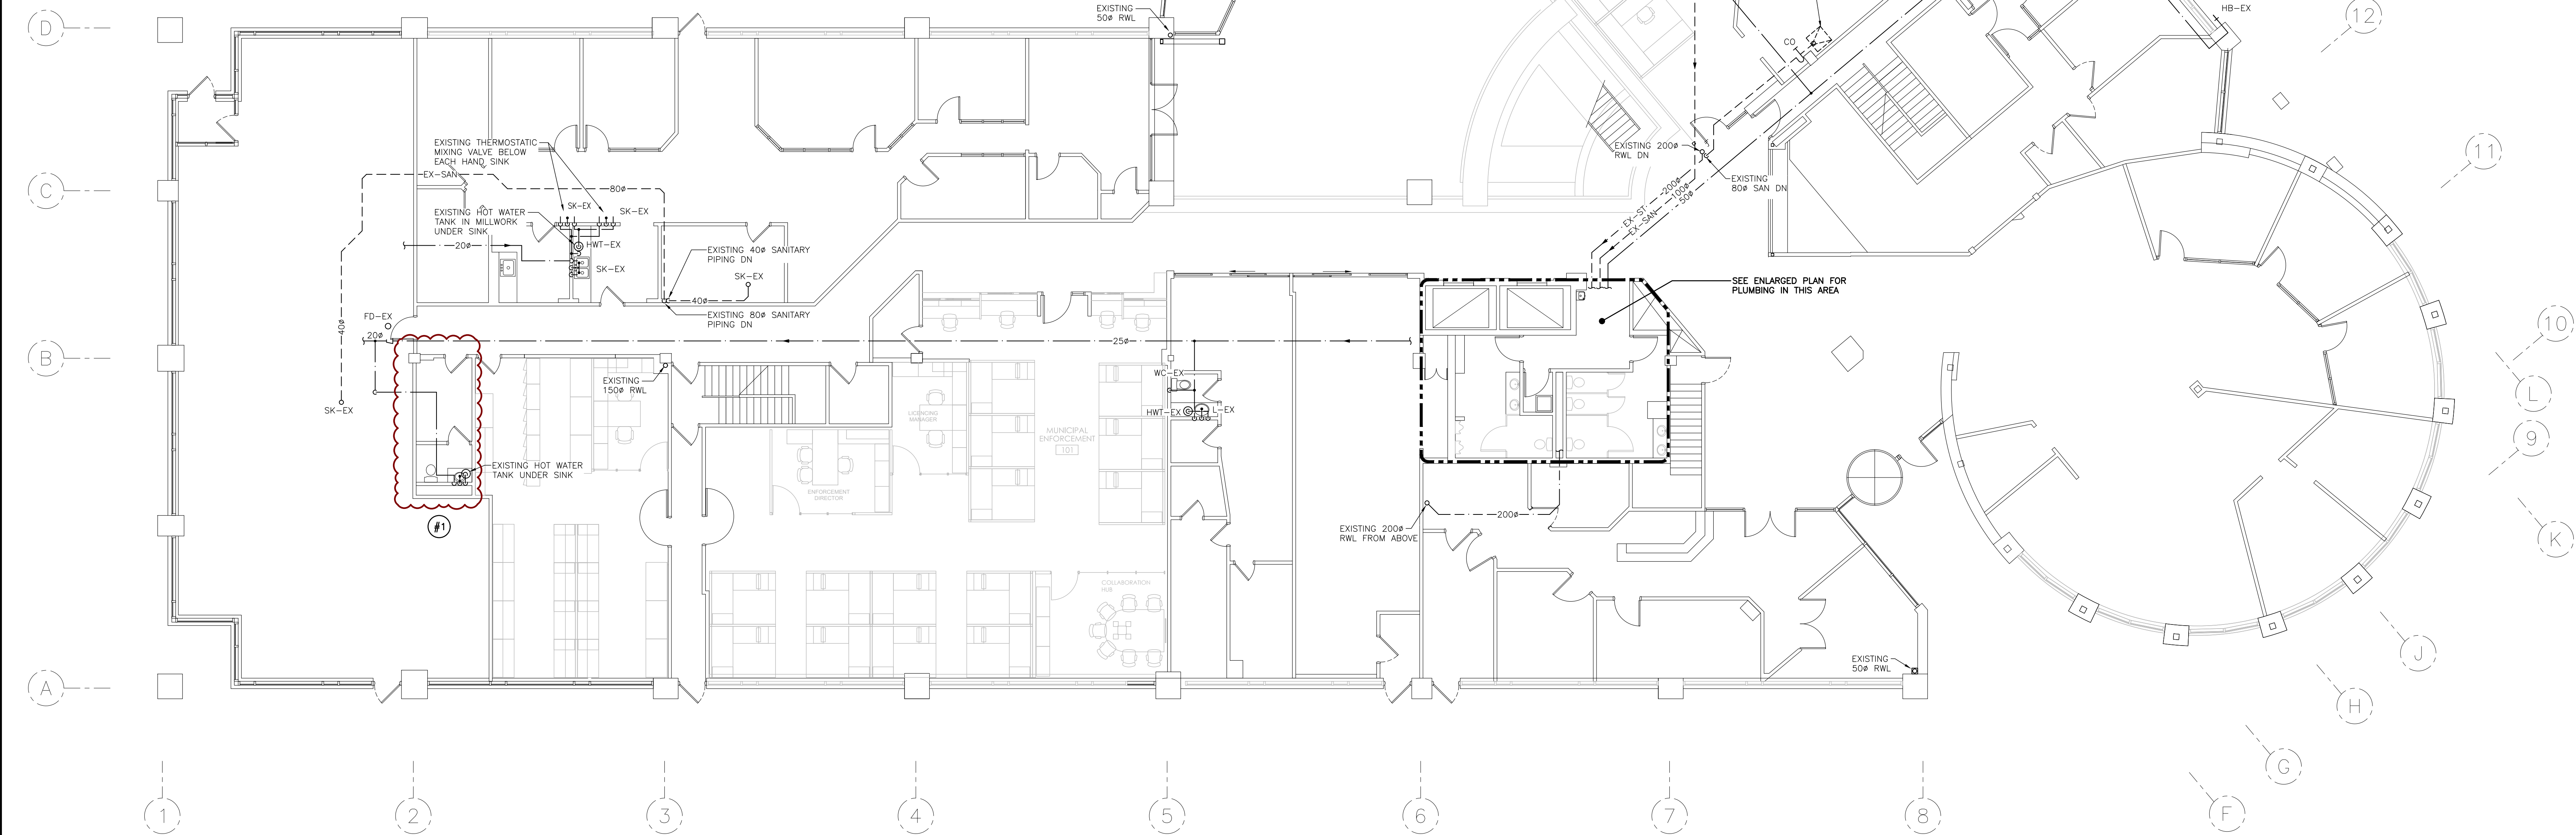 D
EXISTING
50ø RWL
HB-EX
12
CO
EXISTING THERMOSTATIC
MIXING VALVE BELOW
EACH HAND SINK
EX-SAN
80ø
EXISTING 200ø
RWL DN
11
C
EXISTING
80ø SAN DN
EX-ST
200ø
EX-SAN
100ø
50ø
SK-EX
SK-EX
EXISTING HOT WATER
TANK IN MILLWORK
UNDER SINK
20ø
HWT-EX
SK-EX
EXISTING 40ø SANITARY
PIPING DN
SK-EX
40ø
EXISTING 80ø SANITARY
PIPING DN
SEE ENLARGED PLAN FOR
PLUMBING IN THIS AREA
FD-EX
40ø
20ø
25ø
10
B
EXISTING
150ø RWL
WC-EX
L
SK-EX
HWT-EX
L-EX
LICENCING
MANAGER
MUNICIPAL
ENFORCEMENT
101
9
EXISTING HOT WATER
TANK UNDER SINK
ENFORCEMENT
DIRECTOR
#1
200ø
EXISTING 200ø
RWL FROM ABOVE
K
COLLABORATION
HUB
J
EXISTING
50ø RWL
A
H
G
F
1
2
3
4
5
6
7
8